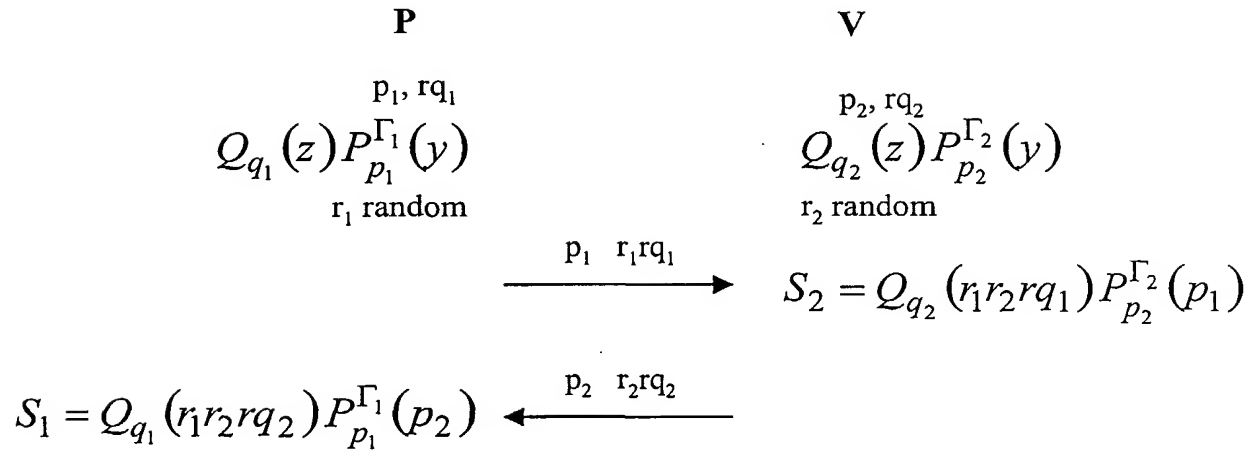 P V
p₁, rq₁ p₂, rq₂
Q_{q₁}(z)P_{p₁}^{Γ₁}(y) Q_{q₂}(z)P_{p₂}^{Γ₂}(y)
r₁ random r₂ random
p₁ r₁rq₁
S₂ = Q_{q₂}(r₁r₂rq₁)P_{p₂}^{Γ₂}(p₁)
p₂ r₂rq₂
S₁ = Q_{q₁}(r₁r₂rq₂)P_{p₁}^{Γ₁}(p₂)